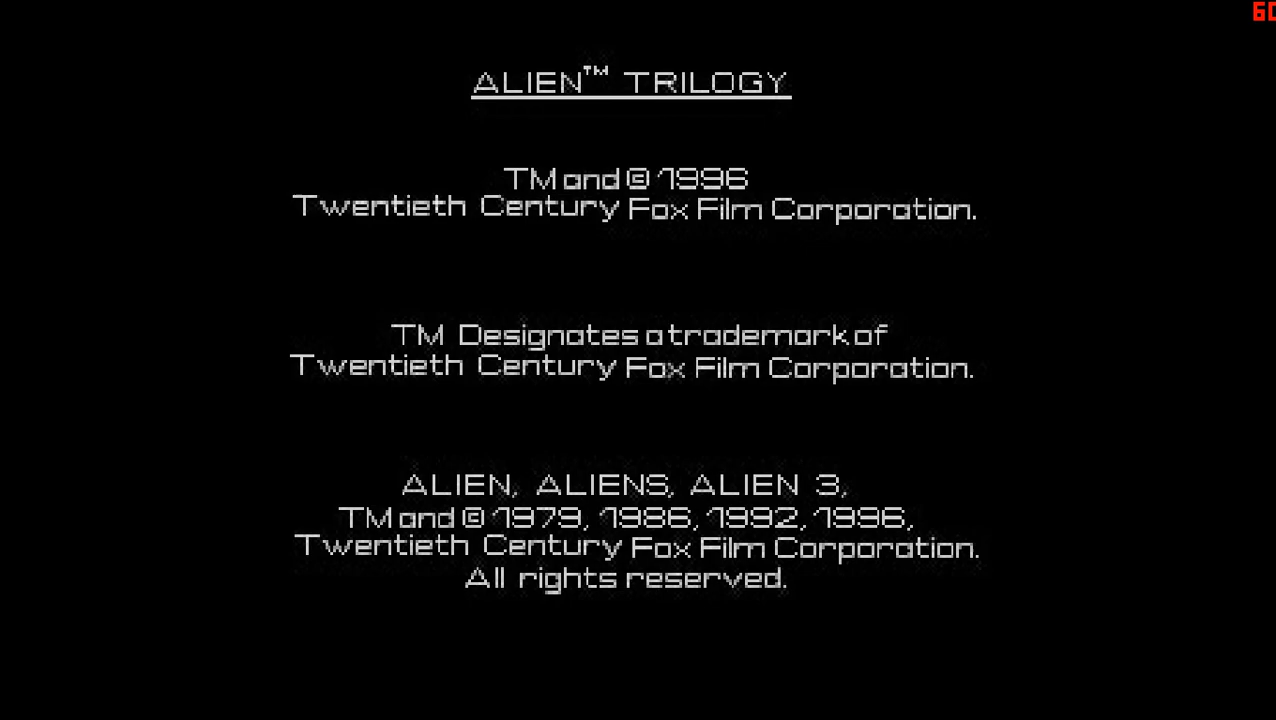 60
ALIEN™ TRILOGY
TM and © 1996
Twentieth Century Fox Film Corporation.
TM Designates a trademark of
Twentieth Century Fox Film Corporation.
ALIEN, ALIENS, ALIEN 3,
TM and © 1979, 1986, 1992, 1996,
Twentieth Century Fox Film Corporation.
All rights reserved.